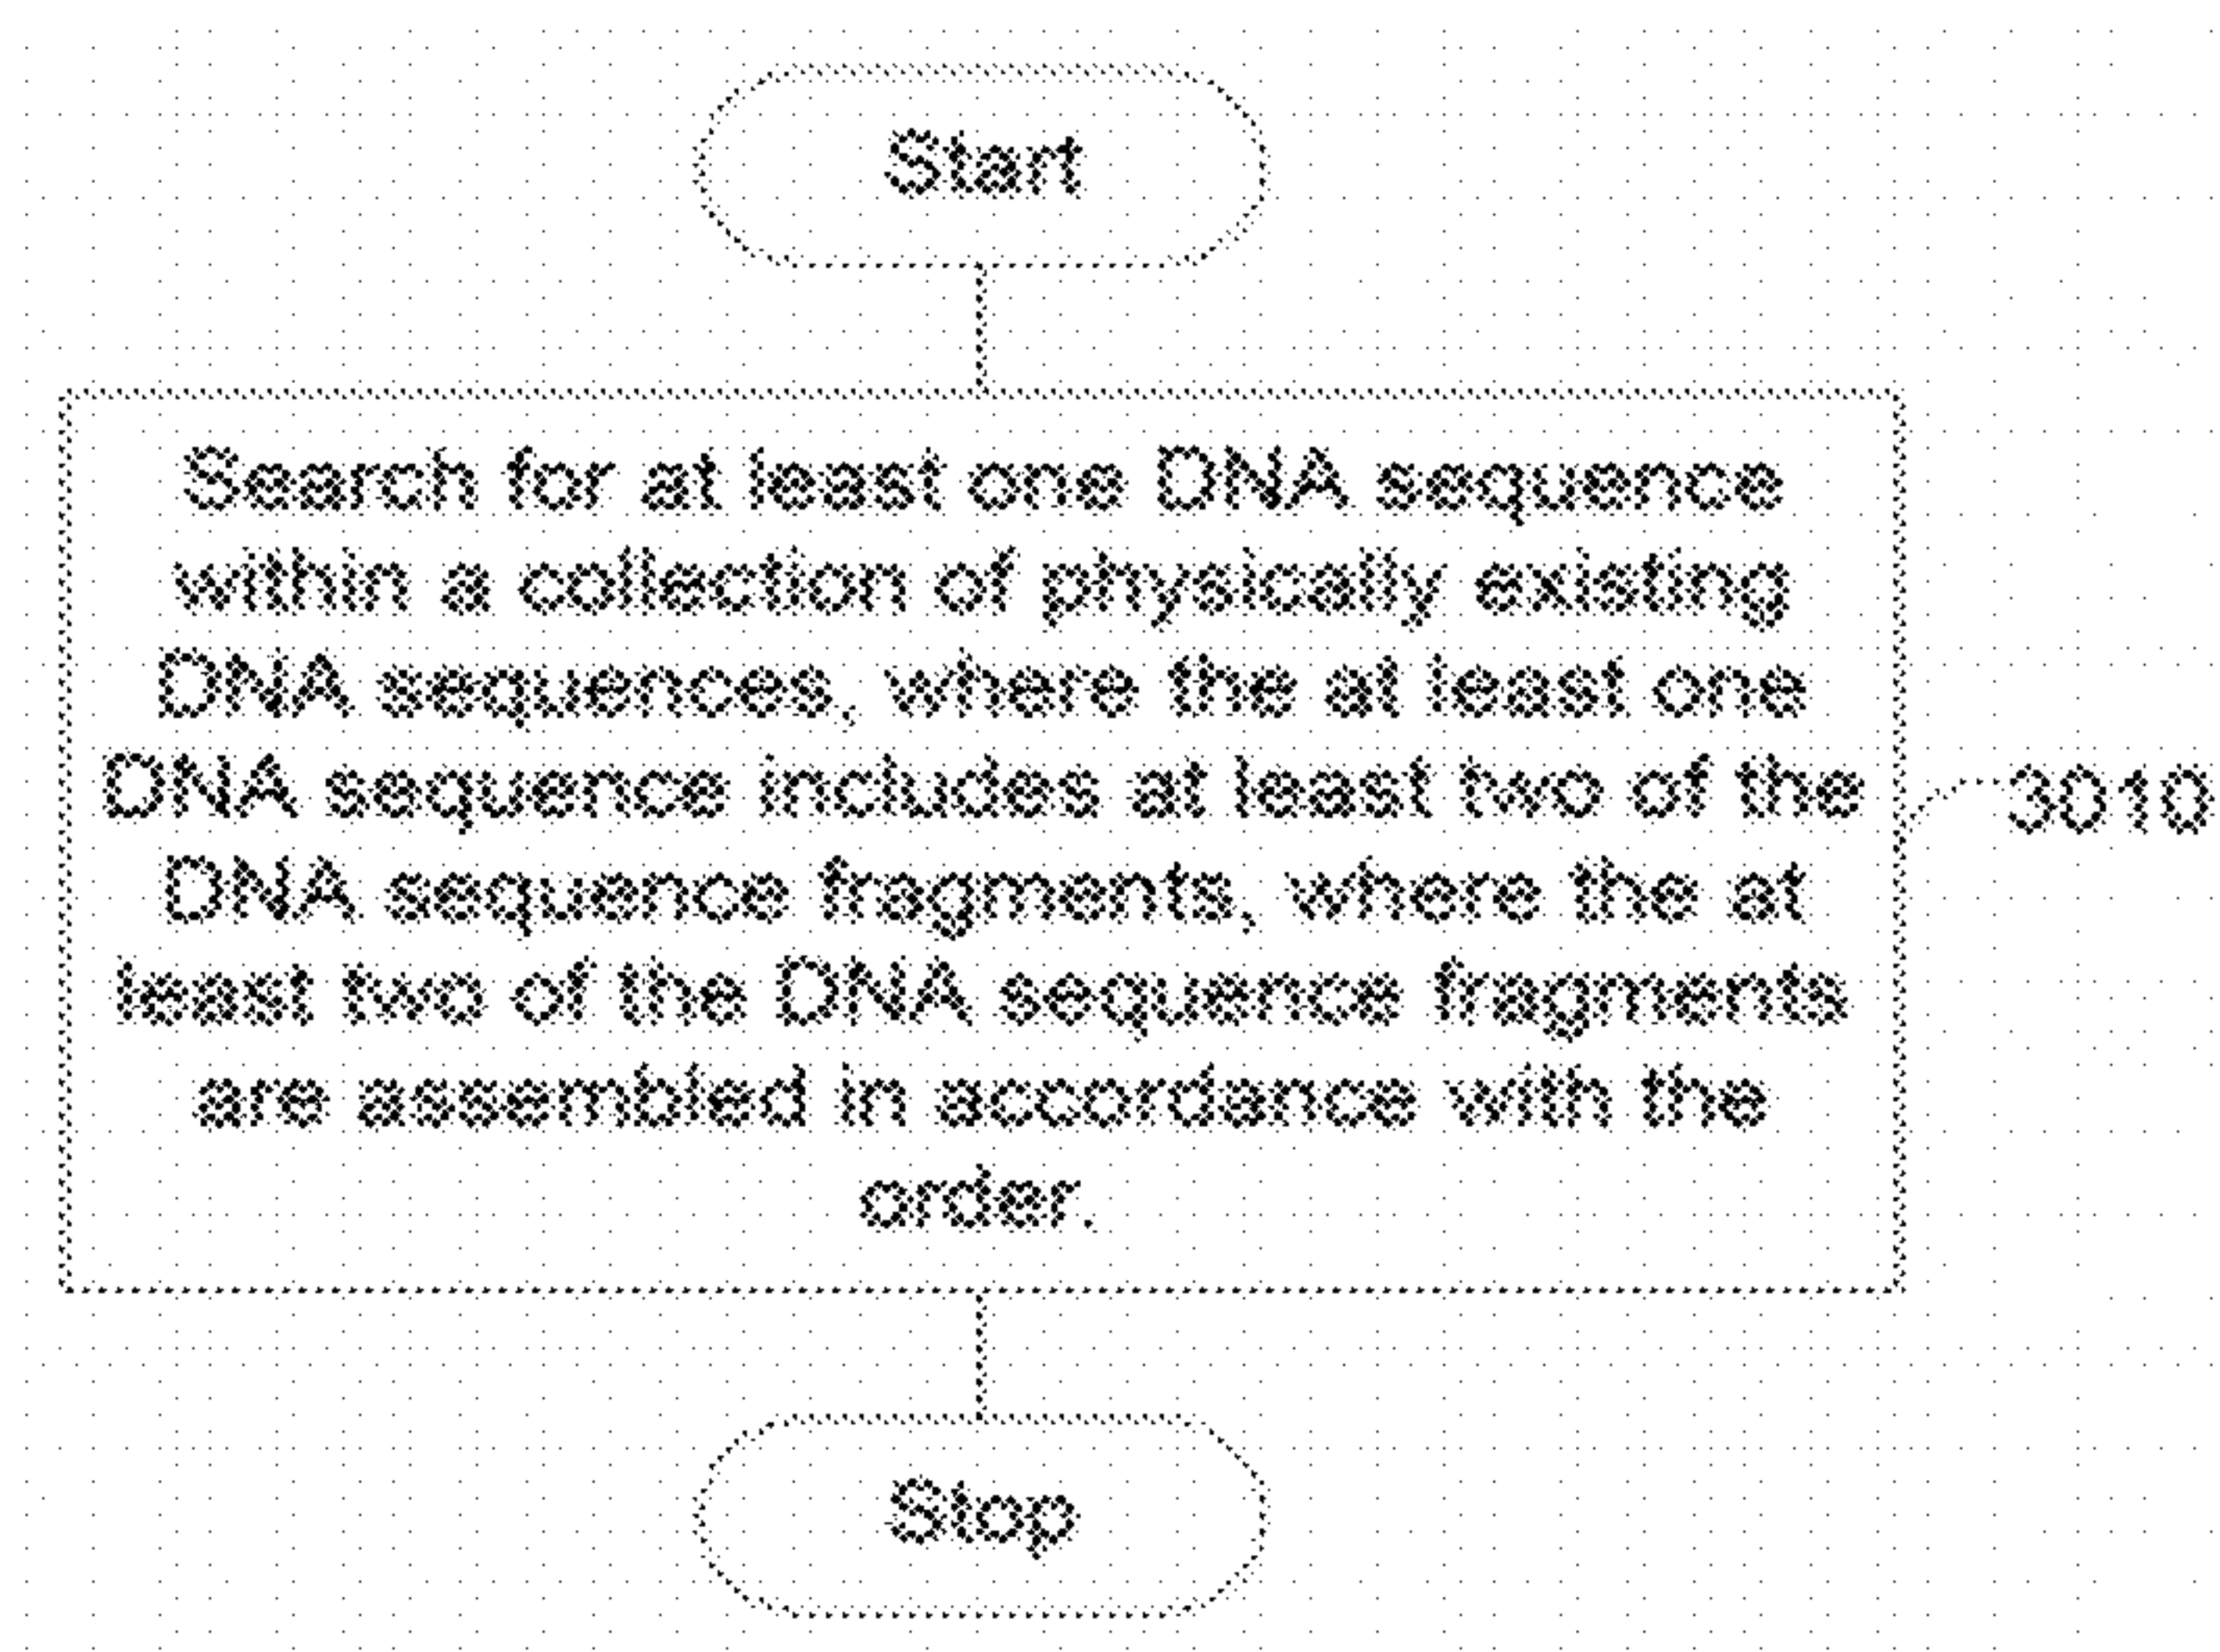 Start
Search for at least one DNA sequence
within a collection of physically existing
DNA sequences, where the at least one
DNA sequence includes at least two of the
DNA sequence fragments, where the at
least two of the DNA sequence fragments
are assembled in accordance with the
order.
3010
Stop